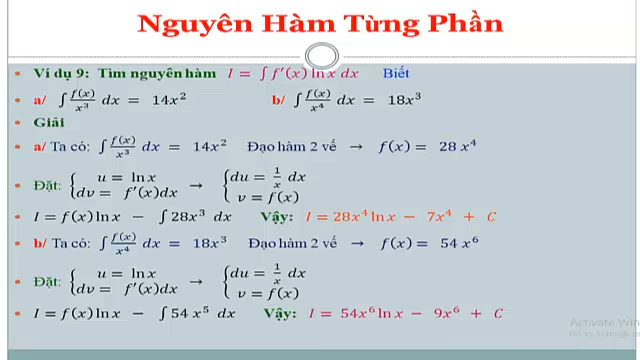 Nguyên Hàm Từng Phần
Ví dụ 9: Tìm nguyên hàm I = ∫ f′(x) ln x dx Biết
a/ ∫ f(x)/x³ dx = 14x² b/ ∫ f(x)/x⁴ dx = 18x³
Giải
a/ Ta có: ∫ f(x)/x³ dx = 14x² Đạo hàm 2 vế → f(x) = 28 x⁴
Đặt: { u = ln x → { du = 1/x dx
dv = f′(x)dx v = f(x)
I = f(x) ln x − ∫ 28x³ dx Vậy: I = 28x⁴ ln x − 7x⁴ + C
b/ Ta có: ∫ f(x)/x⁴ dx = 18x³ Đạo hàm 2 vế → f(x) = 54 x⁶
Đặt: { u = ln x → { du = 1/x dx
dv = f′(x)dx v = f(x)
I = f(x) ln x − ∫ 54 x⁵ dx Vậy: I = 54x⁶ ln x − 9x⁶ + C
Activate Win